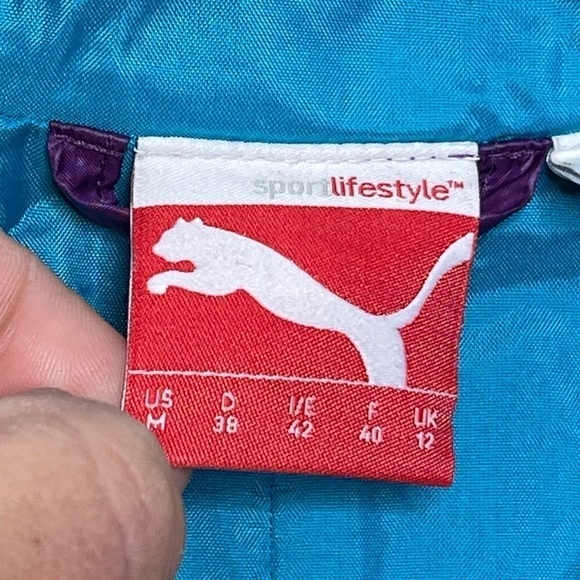 sportlifestyle™
US D I/E F UK
M 38 42 40 12